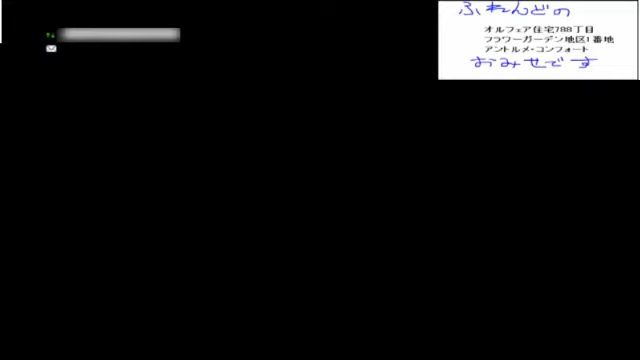 ふれんどの
オルフェア住宅788丁目
フラワーガーデン地区1番地
アントルメ・コンフォート
おみせです